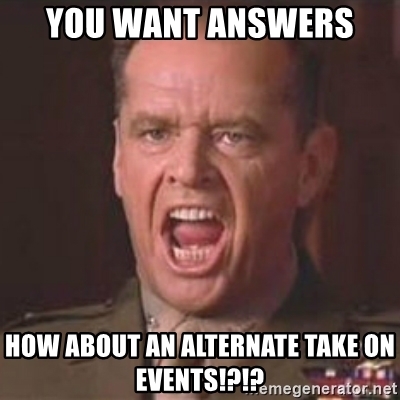 YOU WANT ANSWERS
HOW ABOUT AN ALTERNATE TAKE ON
EVENTS!?!?
memegenerator.net